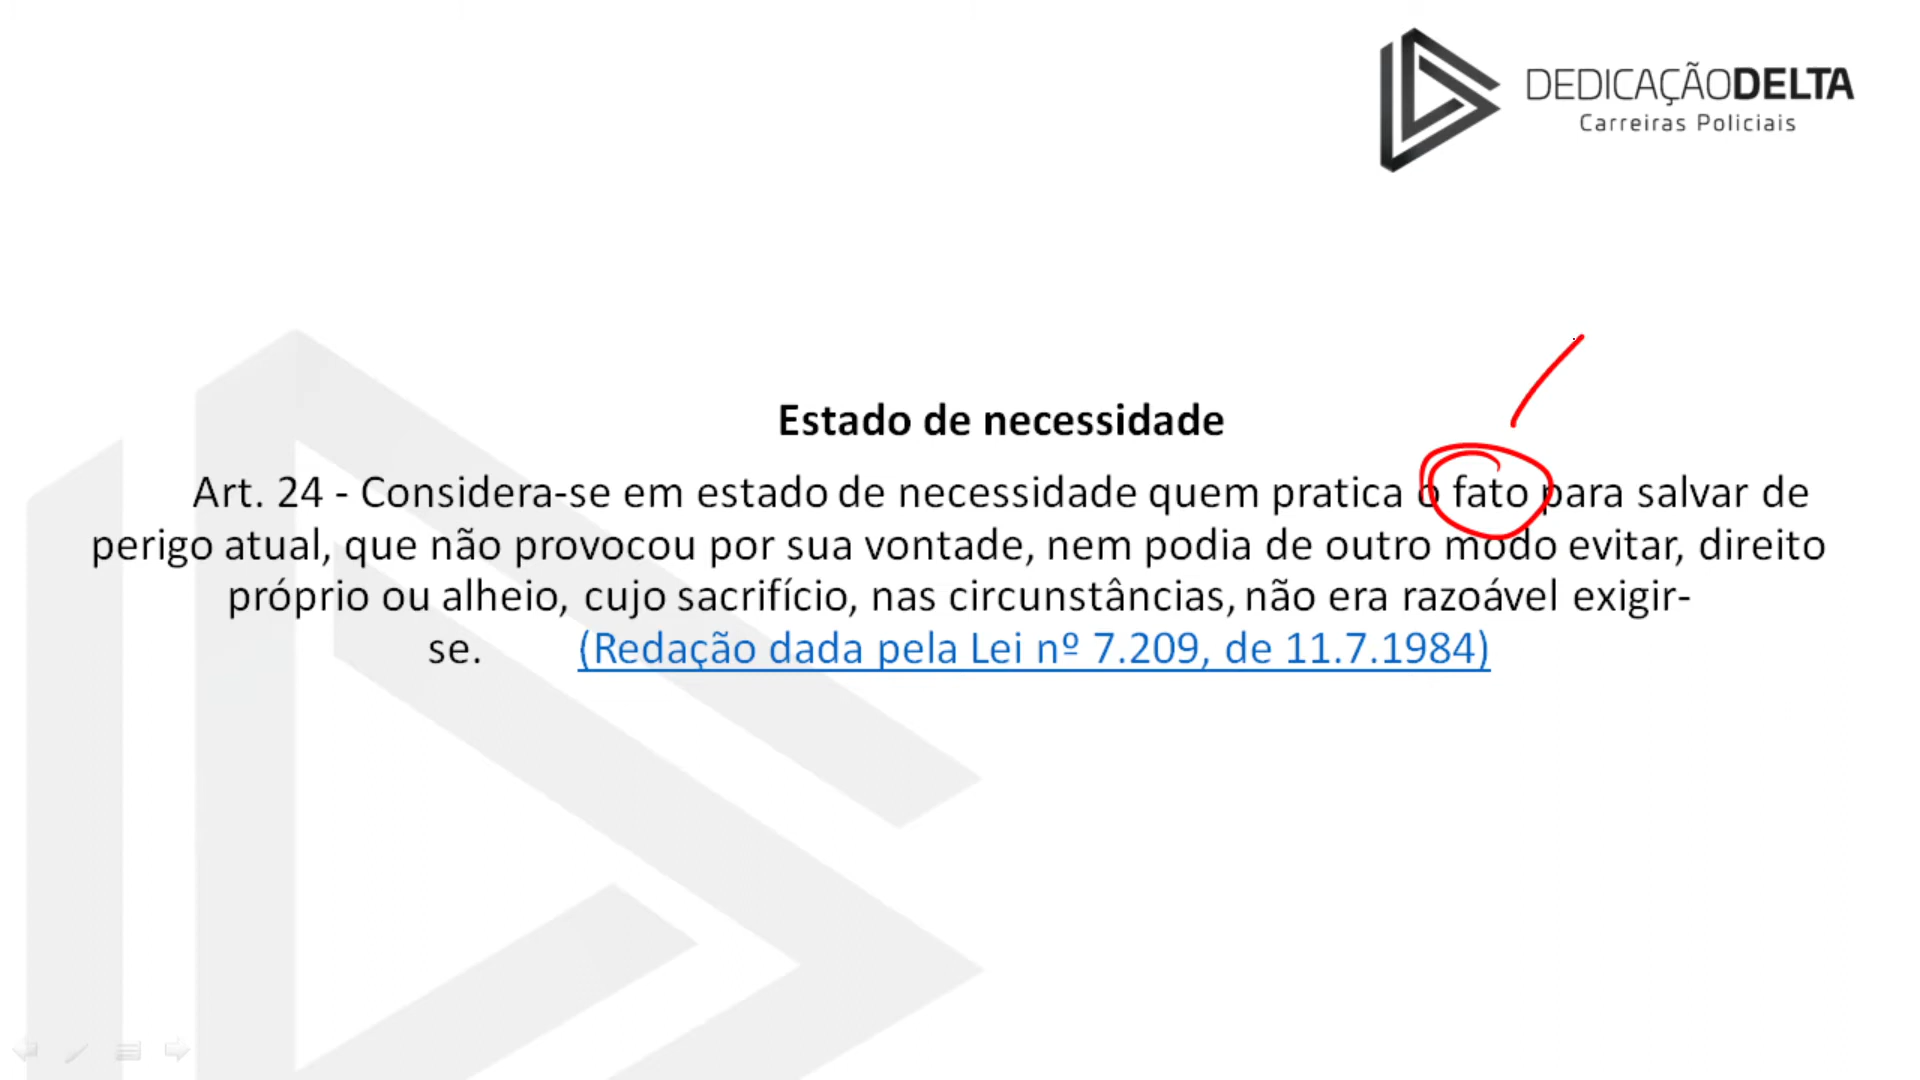 DEDICAÇÃODELTA
Carreiras Policiais
Estado de necessidade
Art. 24 - Considera-se em estado de necessidade quem pratica o fato para salvar de
perigo atual, que não provocou por sua vontade, nem podia de outro modo evitar, direito
próprio ou alheio, cujo sacrifício, nas circunstâncias, não era razoável exigir-
se. (Redação dada pela Lei nº 7.209, de 11.7.1984)